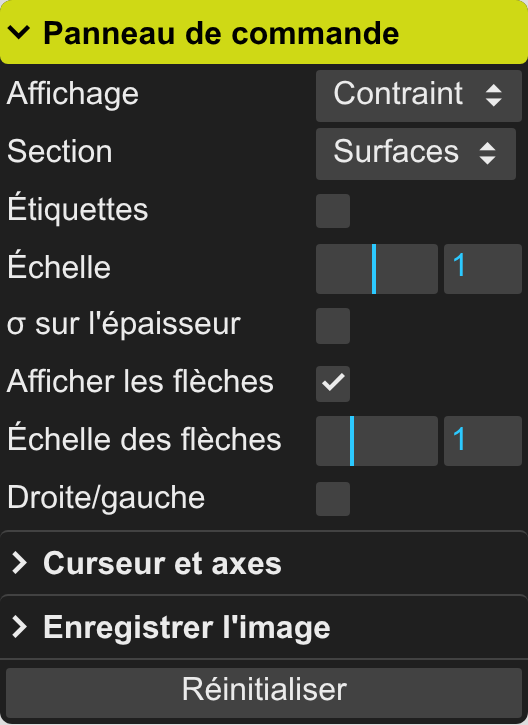 Panneau de commande
Affichage Contraint
Section Surfaces
Étiquettes
Échelle 1
σ sur l'épaisseur
Afficher les flèches
Échelle des flèches 1
Droite/gauche
Curseur et axes
Enregistrer l'image
Réinitialiser